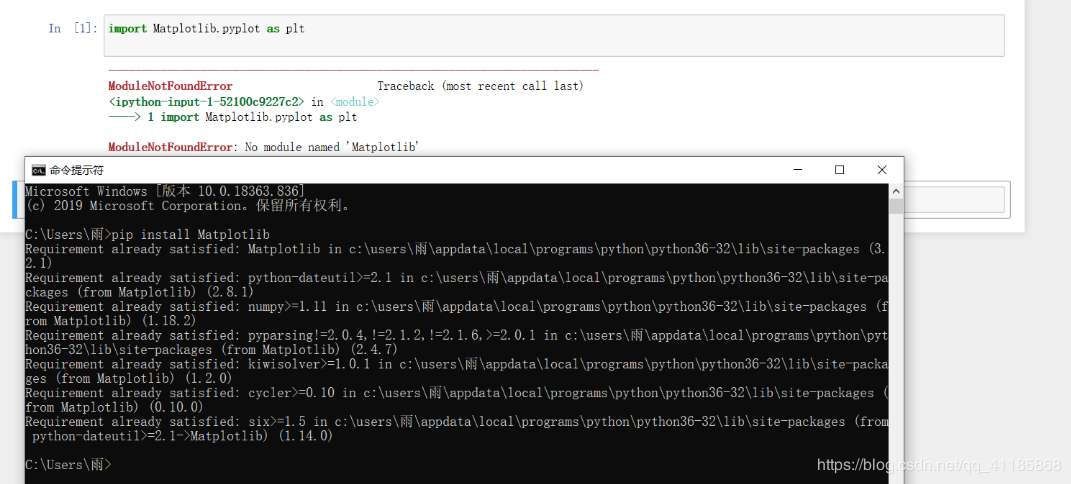 In [1]: import Matplotlib.pyplot as plt
ModuleNotFoundError Traceback (most recent call last)
<ipython-input-1-52100c9227c2> in <module>
----> 1 import Matplotlib.pyplot as plt
ModuleNotFoundError: No module named 'Matplotlib'
命令提示符
Microsoft Windows [版本 10.0.18363.836]
(c) 2019 Microsoft Corporation。保留所有权利。
C:\Users\雨>pip install Matplotlib
Requirement already satisfied: Matplotlib in c:\users\雨\appdata\local\programs\python\python36-32\lib\site-packages (3.
2.1)
Requirement already satisfied: python-dateutil>=2.1 in c:\users\雨\appdata\local\programs\python\python36-32\lib\site-pa
ckages (from Matplotlib) (2.8.1)
Requirement already satisfied: numpy>=1.11 in c:\users\雨\appdata\local\programs\python\python36-32\lib\site-packages (f
rom Matplotlib) (1.18.2)
Requirement already satisfied: pyparsing!=2.0.4,!=2.1.2,!=2.1.6,>=2.0.1 in c:\users\雨\appdata\local\programs\python\pyt
hon36-32\lib\site-packages (from Matplotlib) (2.4.7)
Requirement already satisfied: kiwisolver>=1.0.1 in c:\users\雨\appdata\local\programs\python\python36-32\lib\site-packa
ges (from Matplotlib) (1.2.0)
Requirement already satisfied: cycler>=0.10 in c:\users\雨\appdata\local\programs\python\python36-32\lib\site-packages (
from Matplotlib) (0.10.0)
Requirement already satisfied: six>=1.5 in c:\users\雨\appdata\local\programs\python\python36-32\lib\site-packages (from
python-dateutil>=2.1->Matplotlib) (1.14.0)
C:\Users\雨>
https://blog.csdn.net/qq_41185868